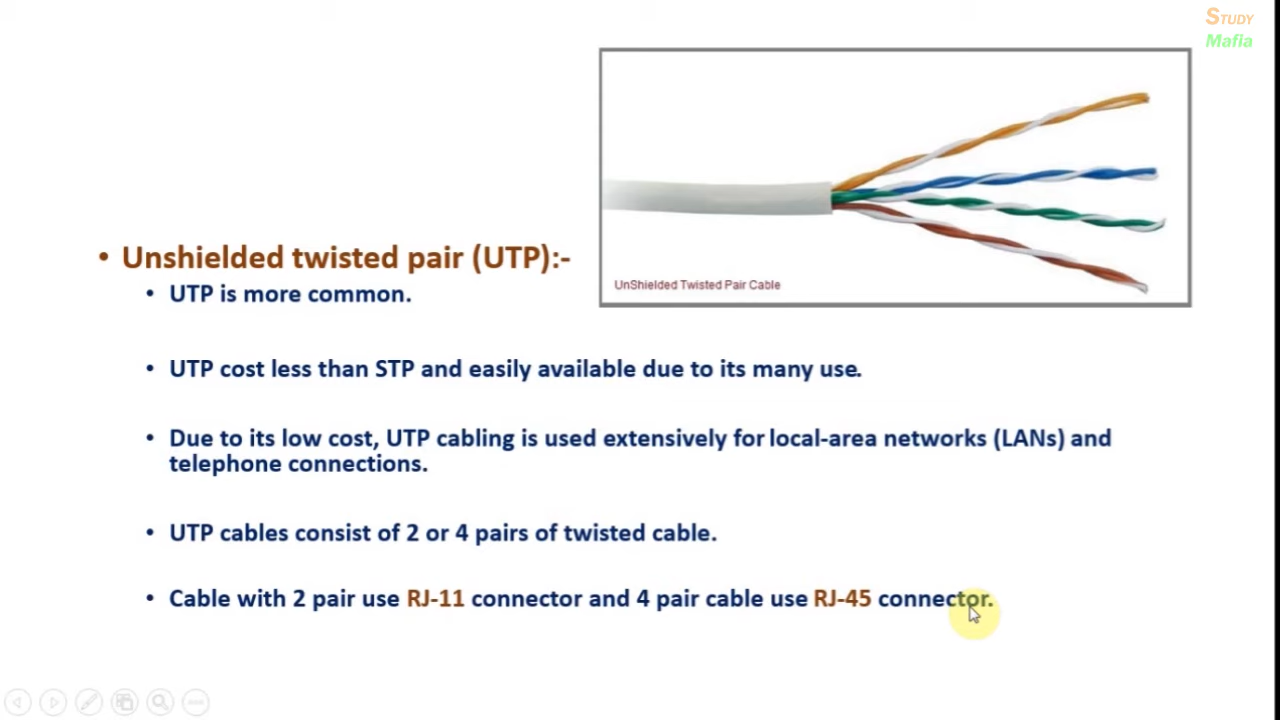 Study
Mafia
UnShielded Twisted Pair Cable
• Unshielded twisted pair (UTP):-
• UTP is more common.
• UTP cost less than STP and easily available due to its many use.
• Due to its low cost, UTP cabling is used extensively for local-area networks (LANs) and
telephone connections.
• UTP cables consist of 2 or 4 pairs of twisted cable.
• Cable with 2 pair use RJ-11 connector and 4 pair cable use RJ-45 connector.